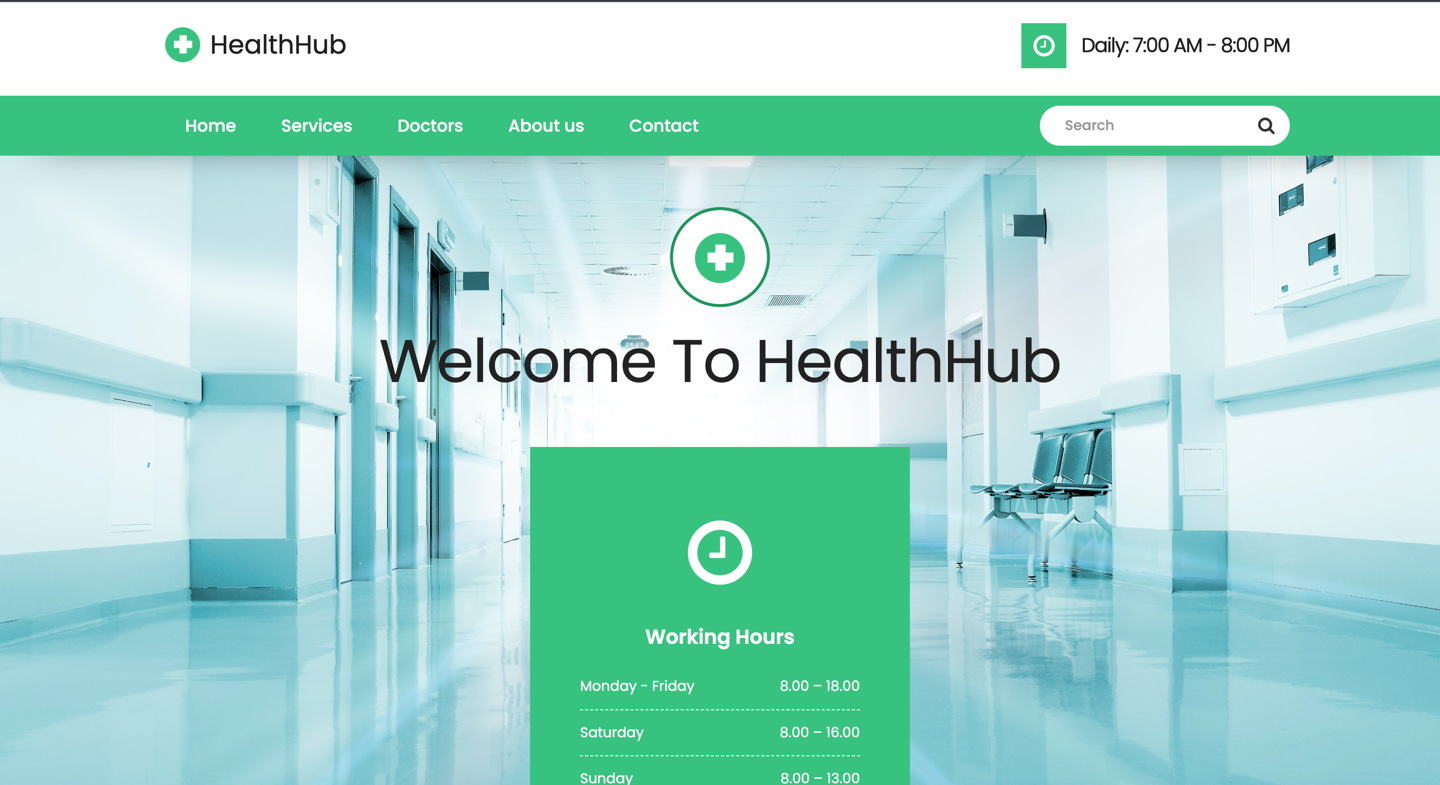 HealthHub
Daily: 7:00 AM - 8:00 PM
Home Services Doctors About us Contact Search
Welcome To HealthHub
Working Hours
Monday - Friday 8.00 – 18.00
Saturday 8.00 – 16.00
Sunday 8.00 – 13.00